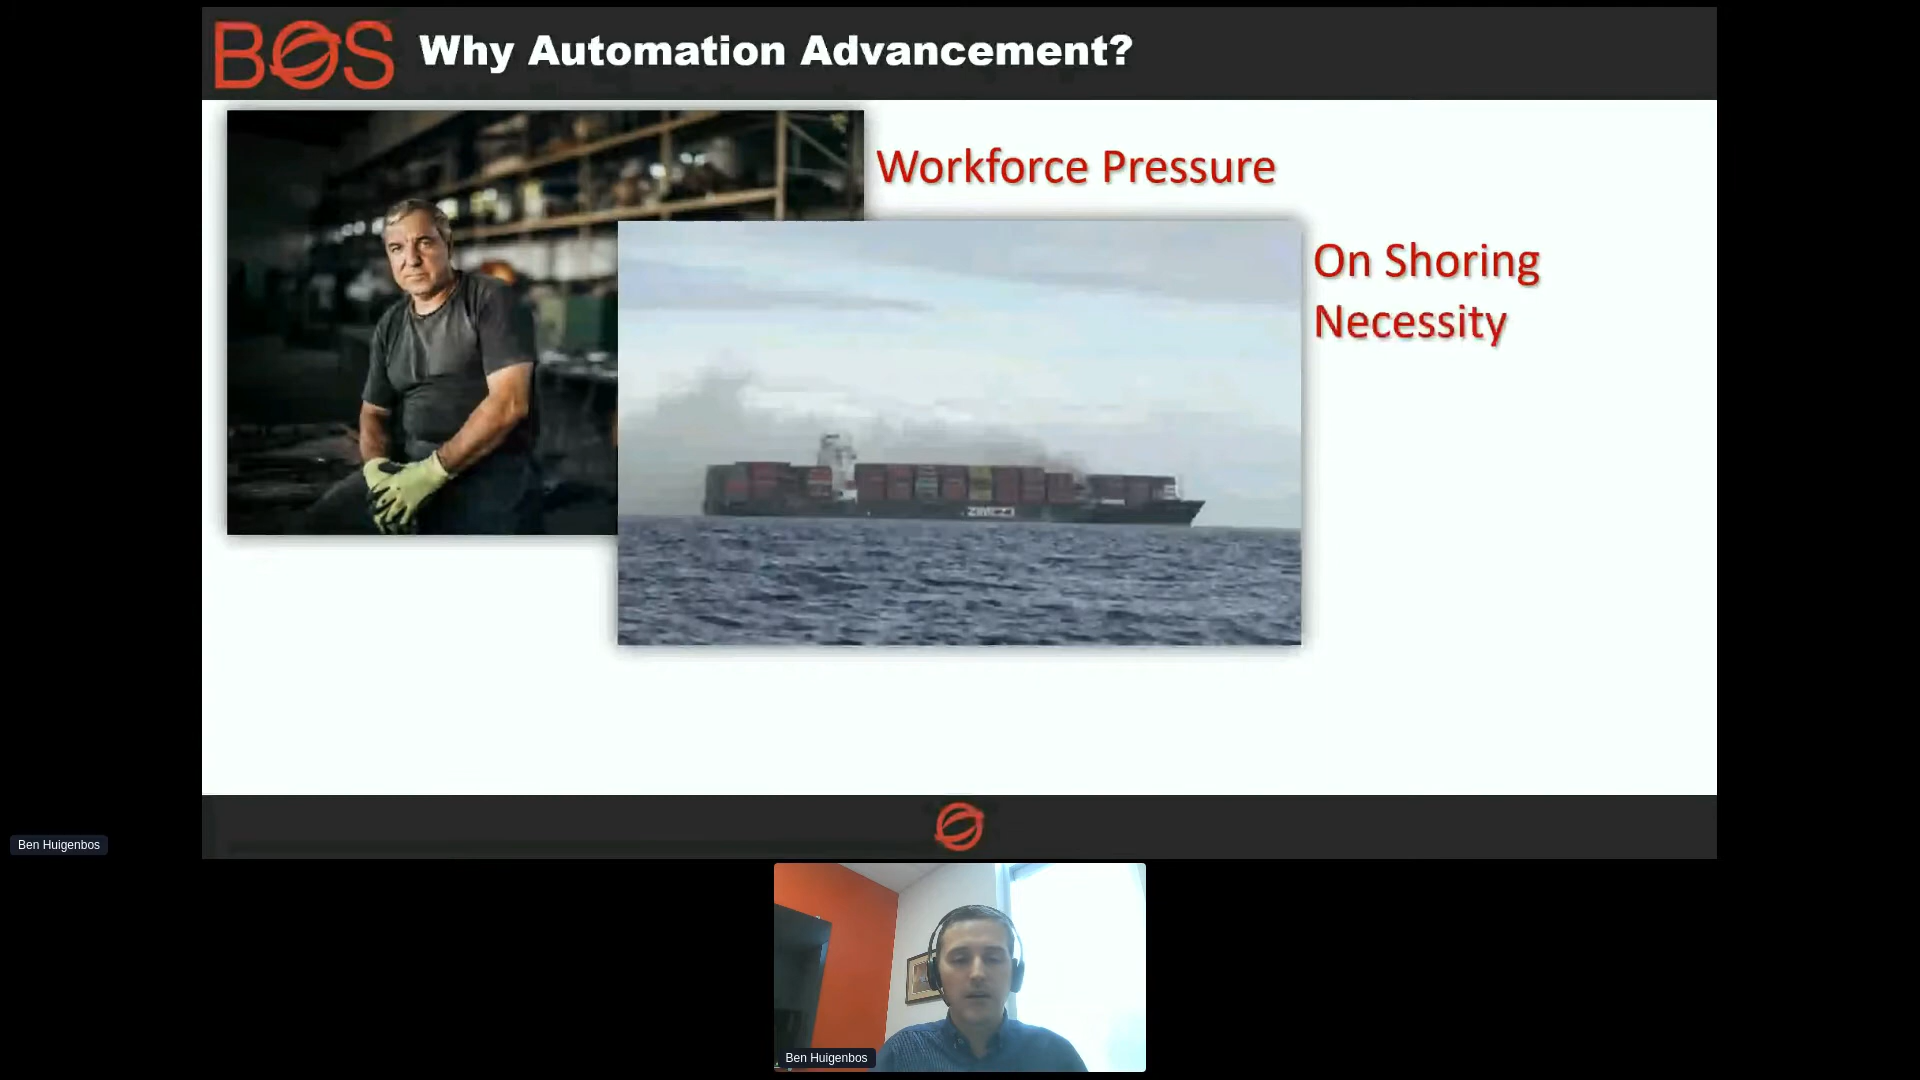 BOS
Why Automation Advancement?
Workforce Pressure
On Shoring
Necessity
ZIM
Ben Huigenbos
Ben Huigenbos